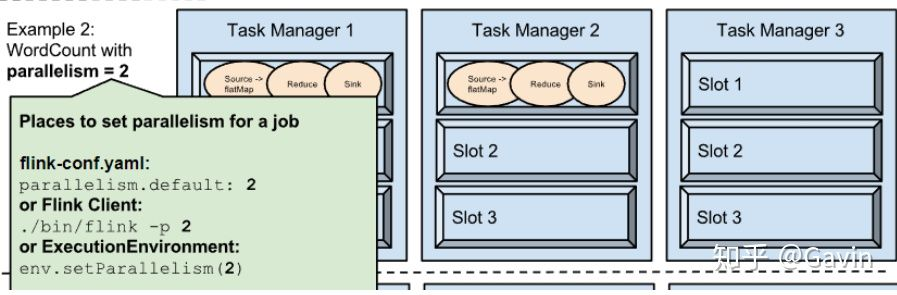 Example 2:
WordCount with
parallelism = 2
Task Manager 1
Source ->
flatMap
Reduce
Sink
Places to set parallelism for a job
flink-conf.yaml:
parallelism.default: 2
or Flink Client:
./bin/flink -p 2
or ExecutionEnvironment:
env.setParallelism(2)
Task Manager 2
Source ->
flatMap
Reduce
Sink
Slot 2
Slot 3
Task Manager 3
Slot 1
Slot 2
Slot 3
知乎 @Gavin